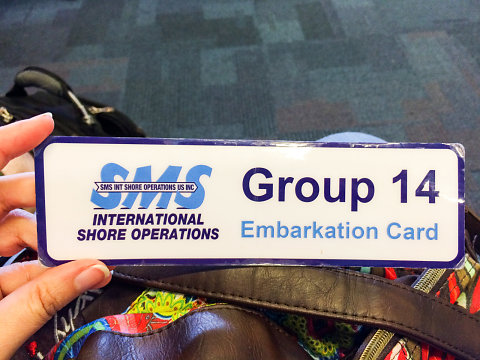 SMS
SMS INT SHORE OPERATIONS US INC
INTERNATIONAL
SHORE OPERATIONS
Group 14
Embarkation Card